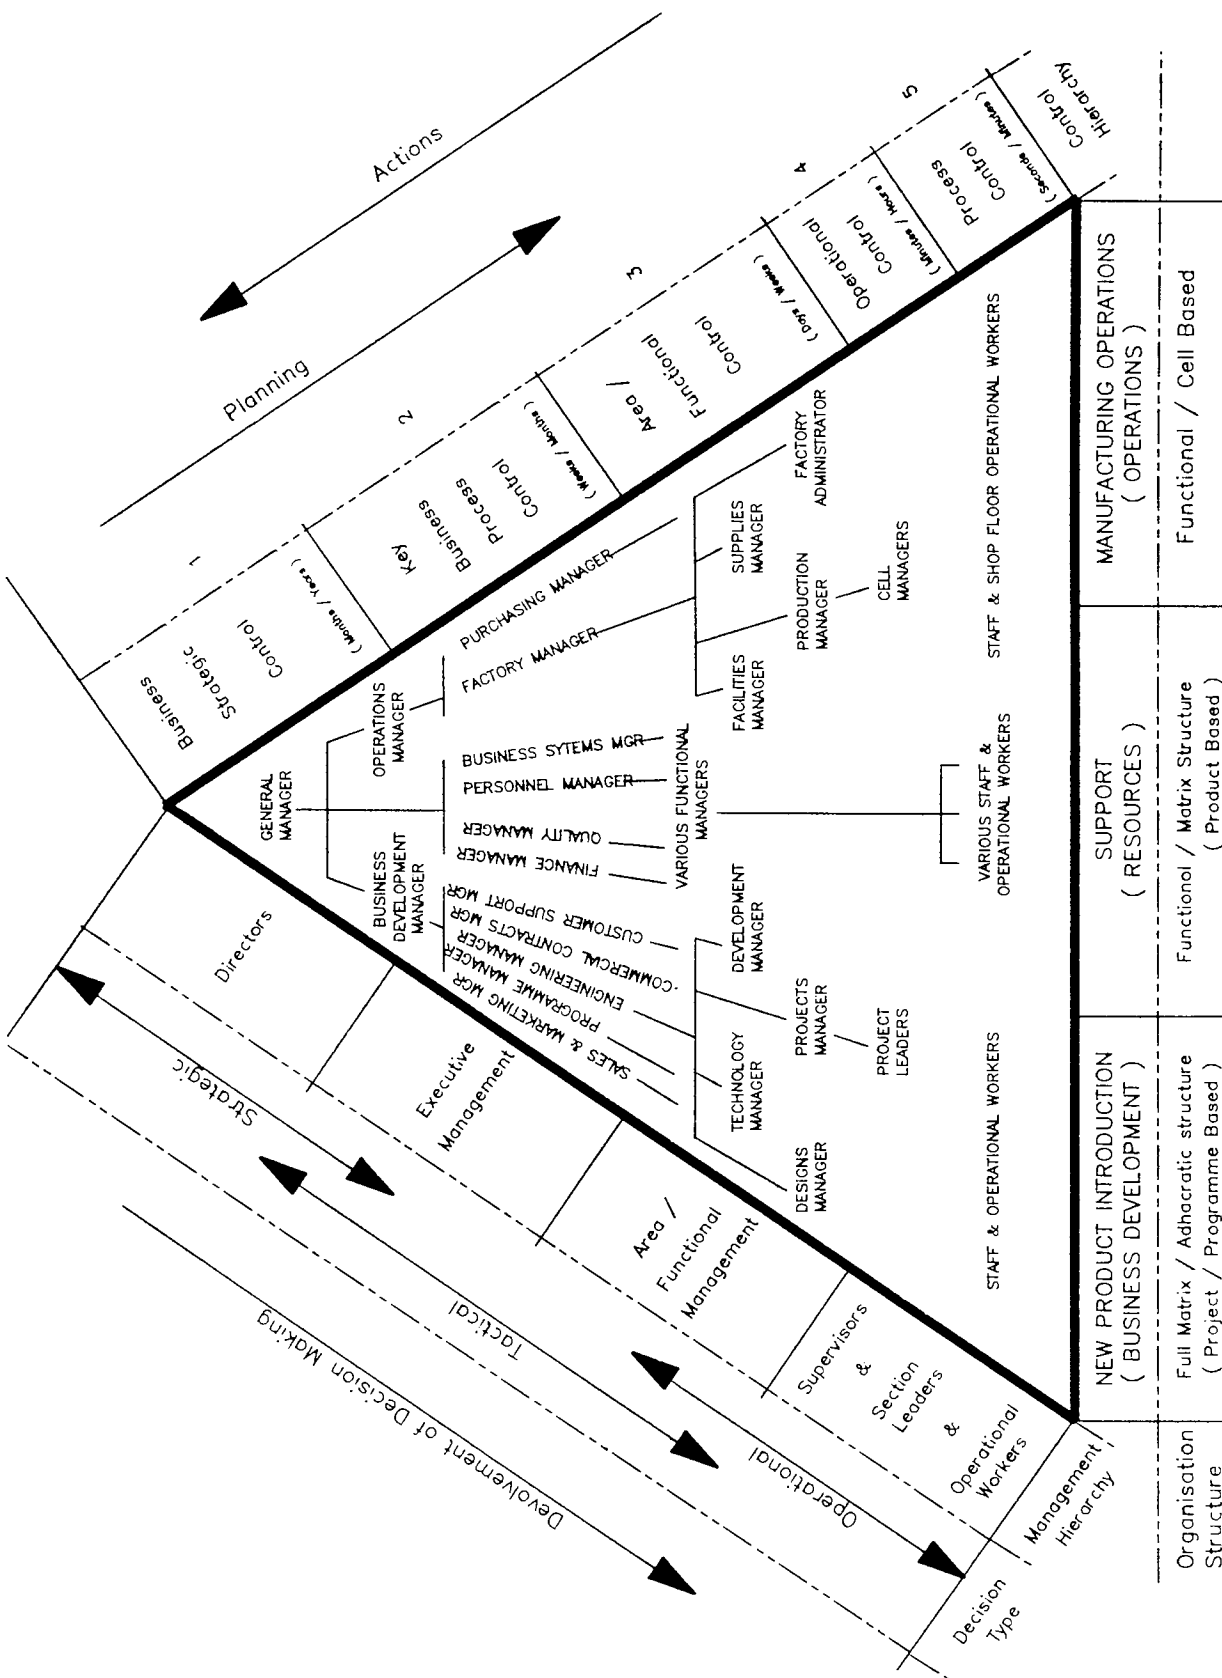 Actions
Planning
1
Business
Strategic
Control
( Months / Years )
2
Key
Business
Process
Control
( Weeks / Months )
3
Area /
Functional
Control
( Days / Weeks )
4
Operational
Control
( Minutes / Hours )
5
Process
Control
( Seconds / Minutes )
Control
Hierarchy
Devolvement of Decision Making
Strategic
Tactical
Operational
Decision
Type
Directors
Executive
Management
Area /
Functional
Management
Supervisors
&
Section
Leaders
&
Operational
Workers
Management
Hierarchy
GENERAL
MANAGER
BUSINESS
DEVELOPMENT
MANAGER
OPERATIONS
MANAGER
SALES & MARKETING MGR
PROGRAMME MANAGER
ENGINEERING MANAGER
COMMERCIAL CONTRACTS MGR
CUSTOMER SUPPORT MGR
FINANCE MANAGER
QUALITY MANAGER
PERSONNEL MANAGER
BUSINESS SYTEMS MGR
FACTORY MANAGER
PURCHASING MANAGER
VARIOUS FUNCTIONAL
MANAGERS
TECHNOLOGY
MANAGER
DEVELOPMENT
MANAGER
FACILITIES
MANAGER
SUPPLIES
MANAGER
DESIGNS
MANAGER
PROJECTS
MANAGER
PRODUCTION
MANAGER
FACTORY
ADMINISTRATOR
PROJECT
LEADERS
CELL
MANAGERS
STAFF & OPERATIONAL WORKERS
VARIOUS STAFF &
OPERATIONAL WORKERS
STAFF & SHOP FLOOR OPERATIONAL WORKERS
NEW PRODUCT INTRODUCTION
( BUSINESS DEVELOPMENT )
SUPPORT
( RESOURCES )
MANUFACTURING OPERATIONS
( OPERATIONS )
Organisation
Structure
Full Matrix / Adhacratic structure
( Project / Programme Based )
Functional / Matrix Structure
( Product Based )
Functional / Cell Based